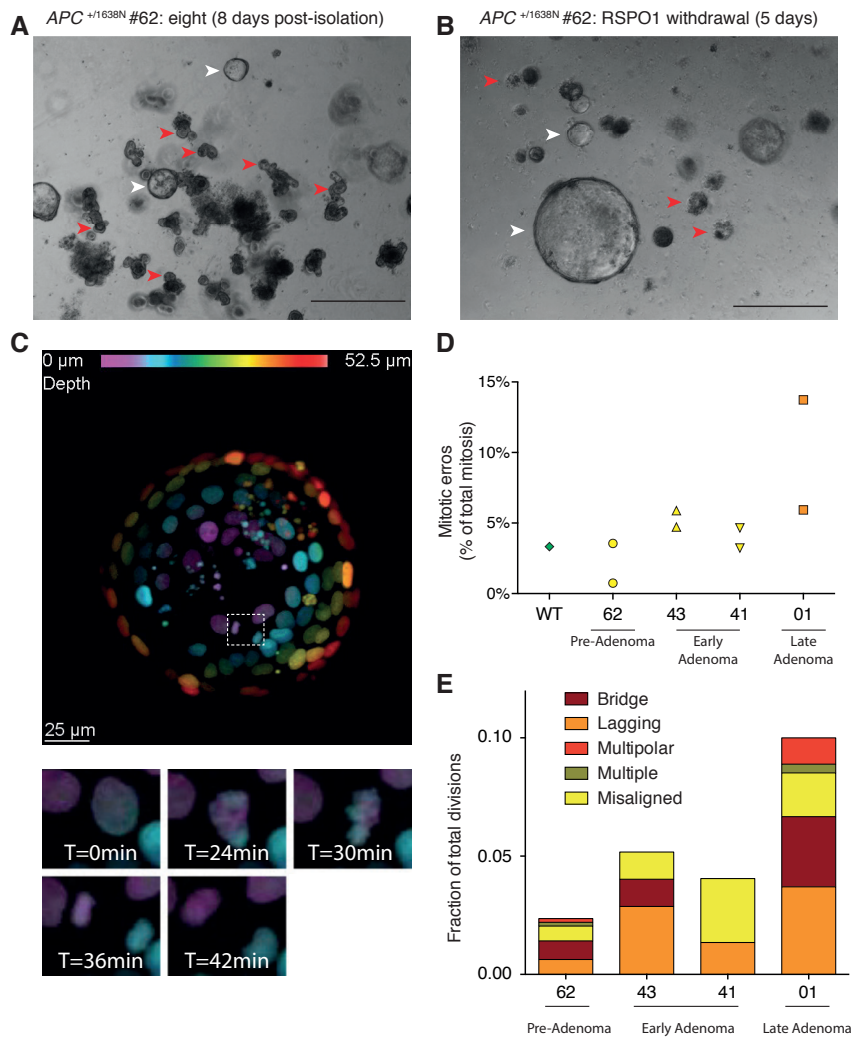 A
APC +/1638N #62: eight (8 days post-isolation)
B
APC +/1638N #62: RSPO1 withdrawal (5 days)
C
0 µm 52.5 µm
Depth
25 µm
T=0min T=24min T=30min
T=36min T=42min
D
Mitotic erros
(% of total mitosis)
15%
10%
5%
0%
WT 62 43 41 01
Pre-Adenoma Early Adenoma Late Adenoma
E
Fraction of total divisions
0.10
0.05
0.00
Bridge
Lagging
Multipolar
Multiple
Misaligned
62 43 41 01
Pre-Adenoma Early Adenoma Late Adenoma